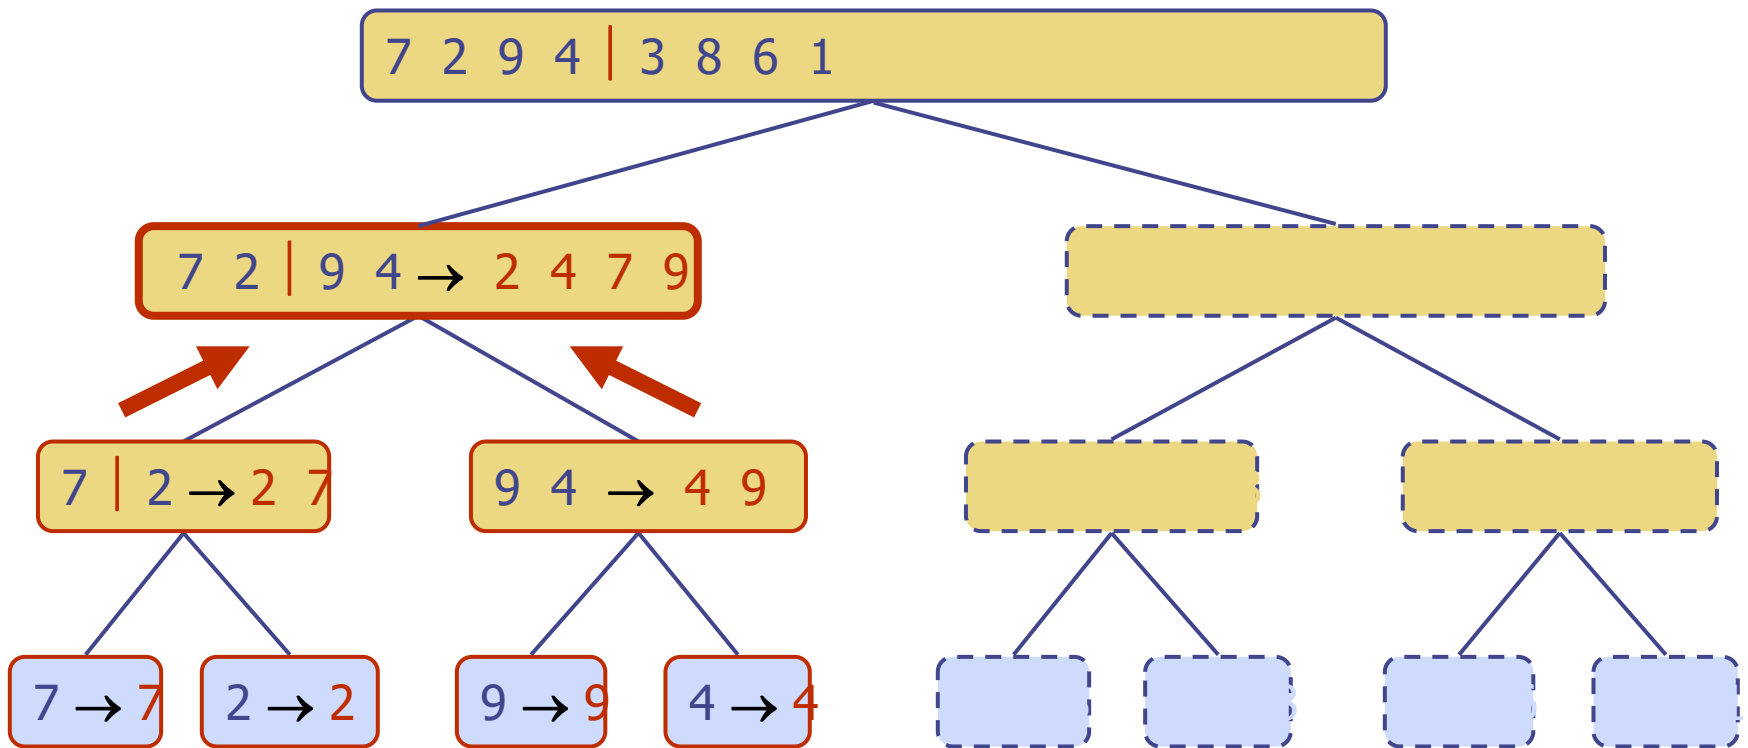 7 2 9 4 | 3 8 6 1
7 2 | 9 4 → 2 4 7 9
7 | 2 → 2 7
9 4 → 4 9
7 → 7
2 → 2
9 → 9
4 → 4